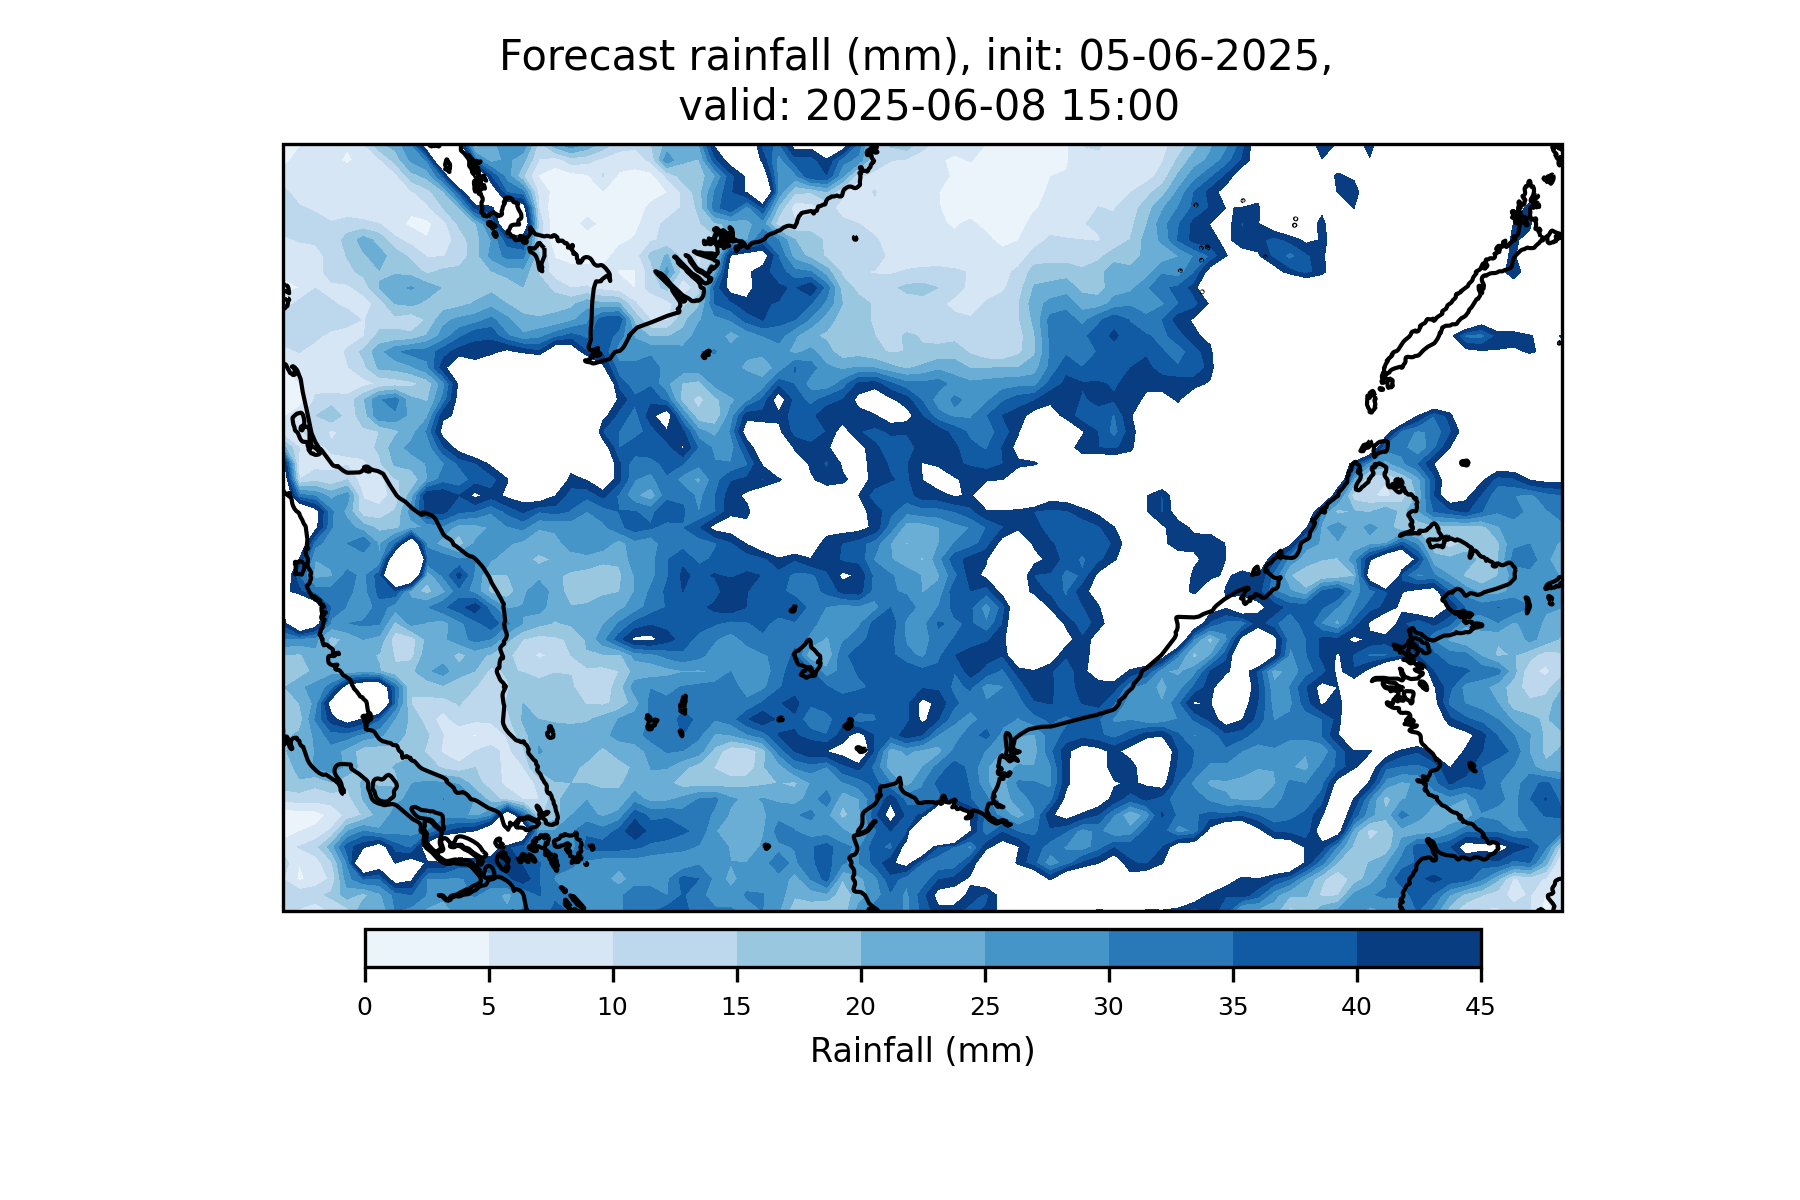 Forecast rainfall (mm), init: 05-06-2025,
valid: 2025-06-08 15:00
0 5 10 15 20 25 30 35 40 45
Rainfall (mm)